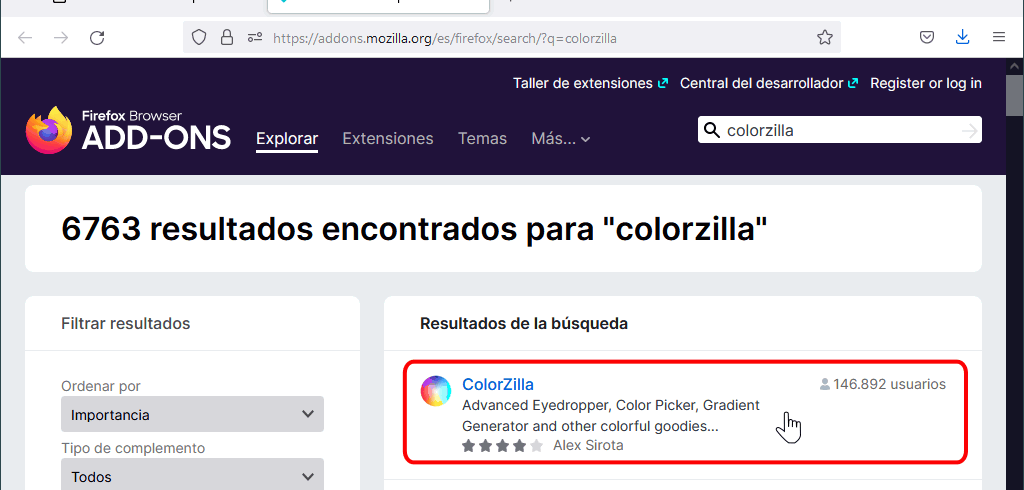 https://addons.mozilla.org/es/firefox/search/?q=colorzilla
Taller de extensiones Central del desarrollador Register or log in
Firefox Browser
ADD-ONS
Explorar Extensiones Temas Más...
colorzilla
6763 resultados encontrados para "colorzilla"
Filtrar resultados
Ordenar por
Importancia
Tipo de complemento
Todos
Resultados de la búsqueda
ColorZilla
146.892 usuarios
Advanced Eyedropper, Color Picker, Gradient
Generator and other colorful goodies...
Alex Sirota